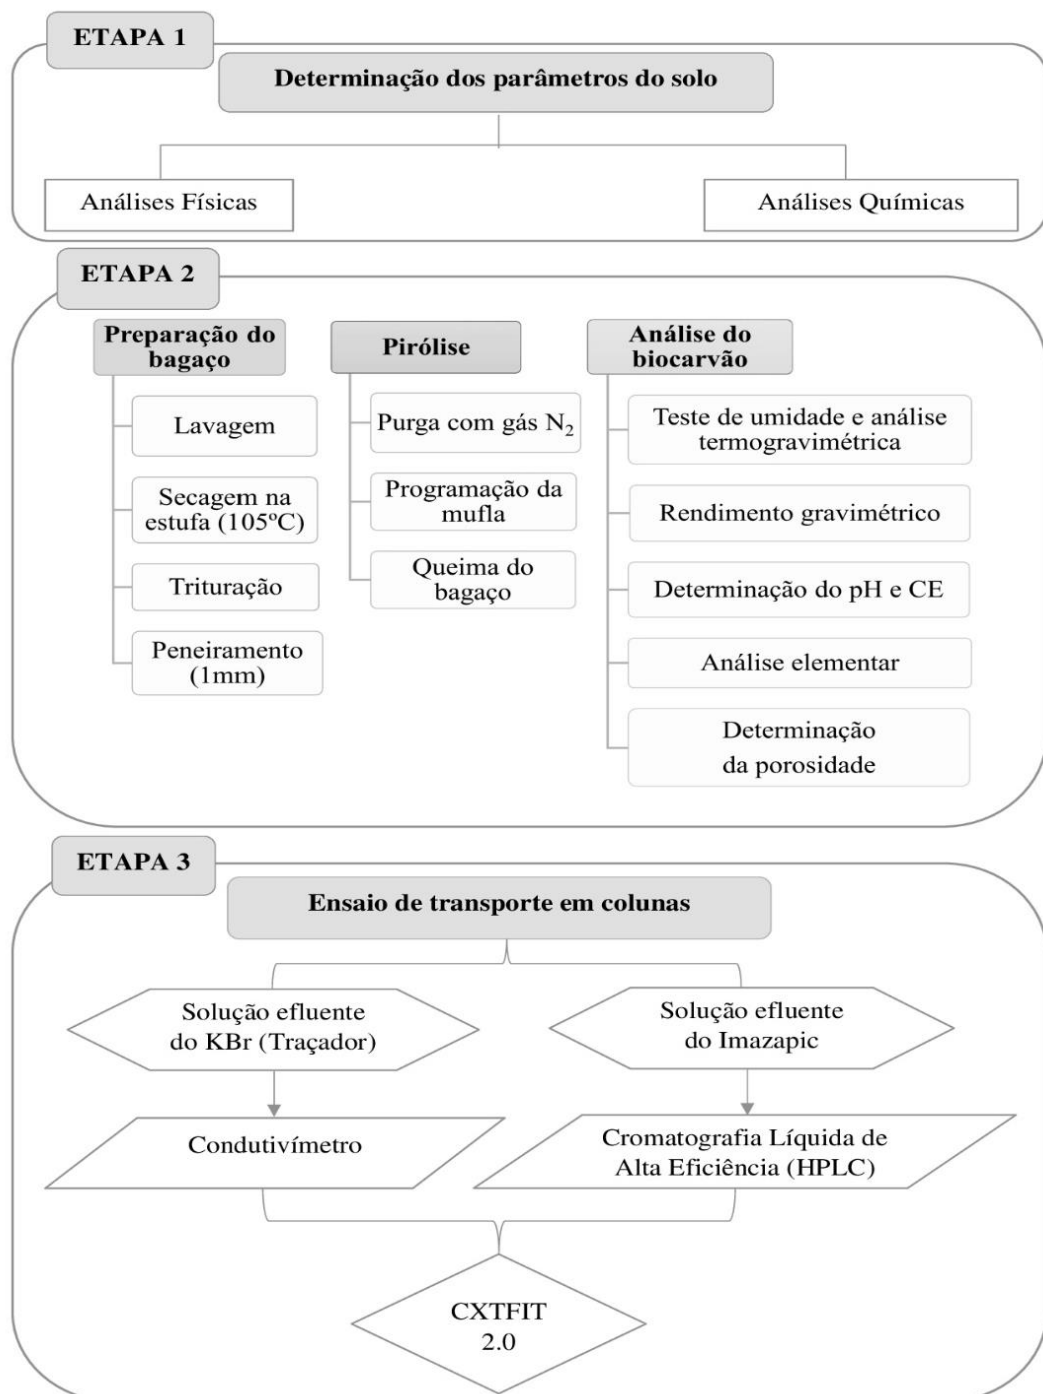 ETAPA 1
Determinação dos parâmetros do solo
Análises Físicas
Análises Químicas
ETAPA 2
Preparação do
bagaço
Lavagem
Secagem na
estufa (105ºC)
Trituração
Peneiramento
(1mm)
Pirólise
Purga com gás N₂
Programação da
mufla
Queima do
bagaço
Análise do
biocarvão
Teste de umidade e análise
termogravimétrica
Rendimento gravimétrico
Determinação do pH e CE
Análise elementar
Determinação
da porosidade
ETAPA 3
Ensaio de transporte em colunas
Solução efluente
do KBr (Traçador)
Solução efluente
do Imazapic
Condutivímetro
Cromatografia Líquida de
Alta Eficiência (HPLC)
CXTFIT
2.0